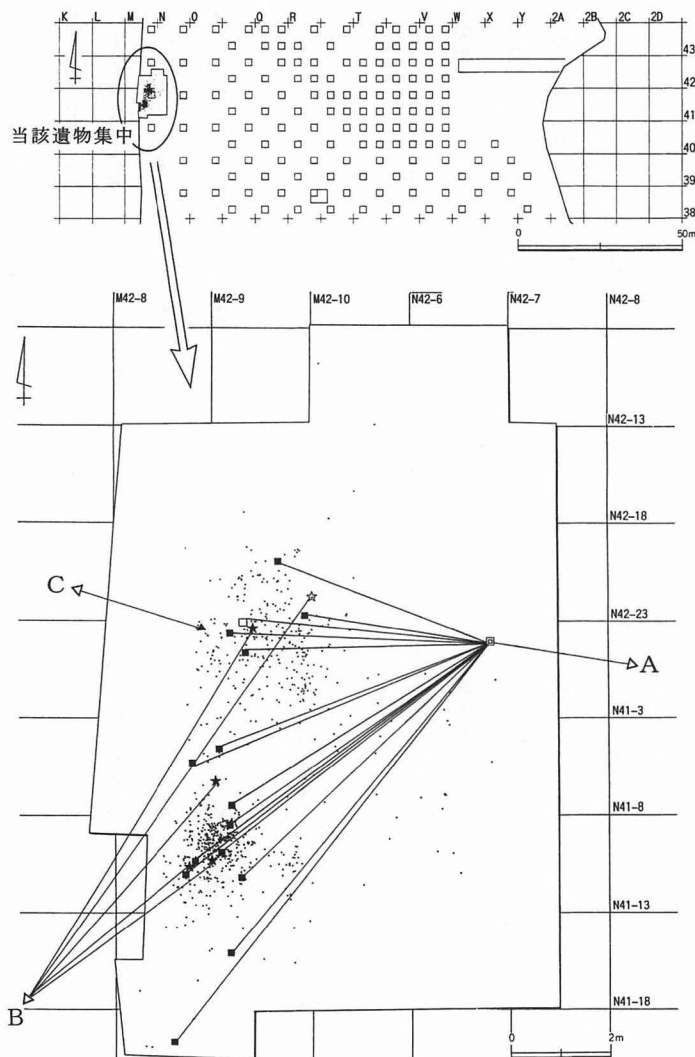 K L M N O Q R T V W X Y 2A 2B 2C 2D
43
42
41
40
39
38
当該遺物集中
0 50m
M42-8 M42-9 M42-10 N42-6 N42-7 N42-8
N42-13
N42-18
C
N42-23
A
N41-3
N41-8
N41-13
B
N41-18
0 2m